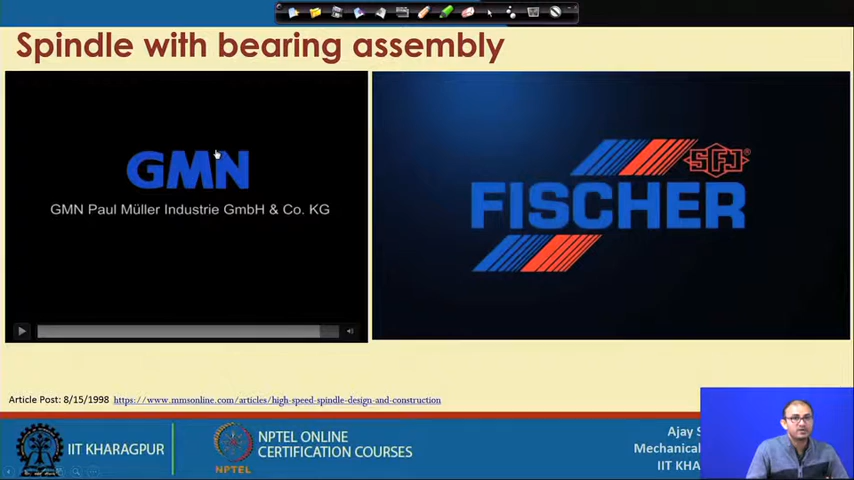 Spindle with bearing assembly
GMN
GMN Paul Müller Industrie GmbH & Co. KG
SFJ®
FISCHER
Article Post: 8/15/1998 https://www.mmsonline.com/articles/high-speed-spindle-design-and-construction
IIT KHARAGPUR
NPTEL
NPTEL ONLINE
CERTIFICATION COURSES
Ajay S
Mechanical
IIT KHA